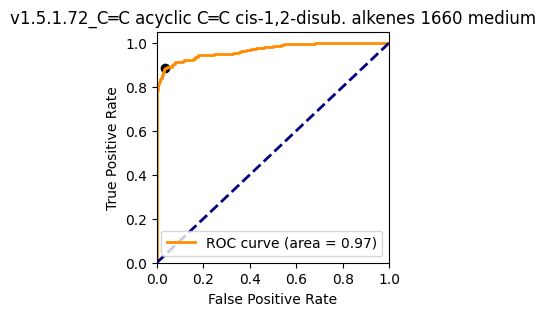 v1.5.1.72_C=C acyclic C=C cis-1,2-disub. alkenes 1660 medium
1.0
0.8
0.6
0.4
0.2
0.0
True Positive Rate
ROC curve (area = 0.97)
0.0 0.2 0.4 0.6 0.8 1.0
False Positive Rate